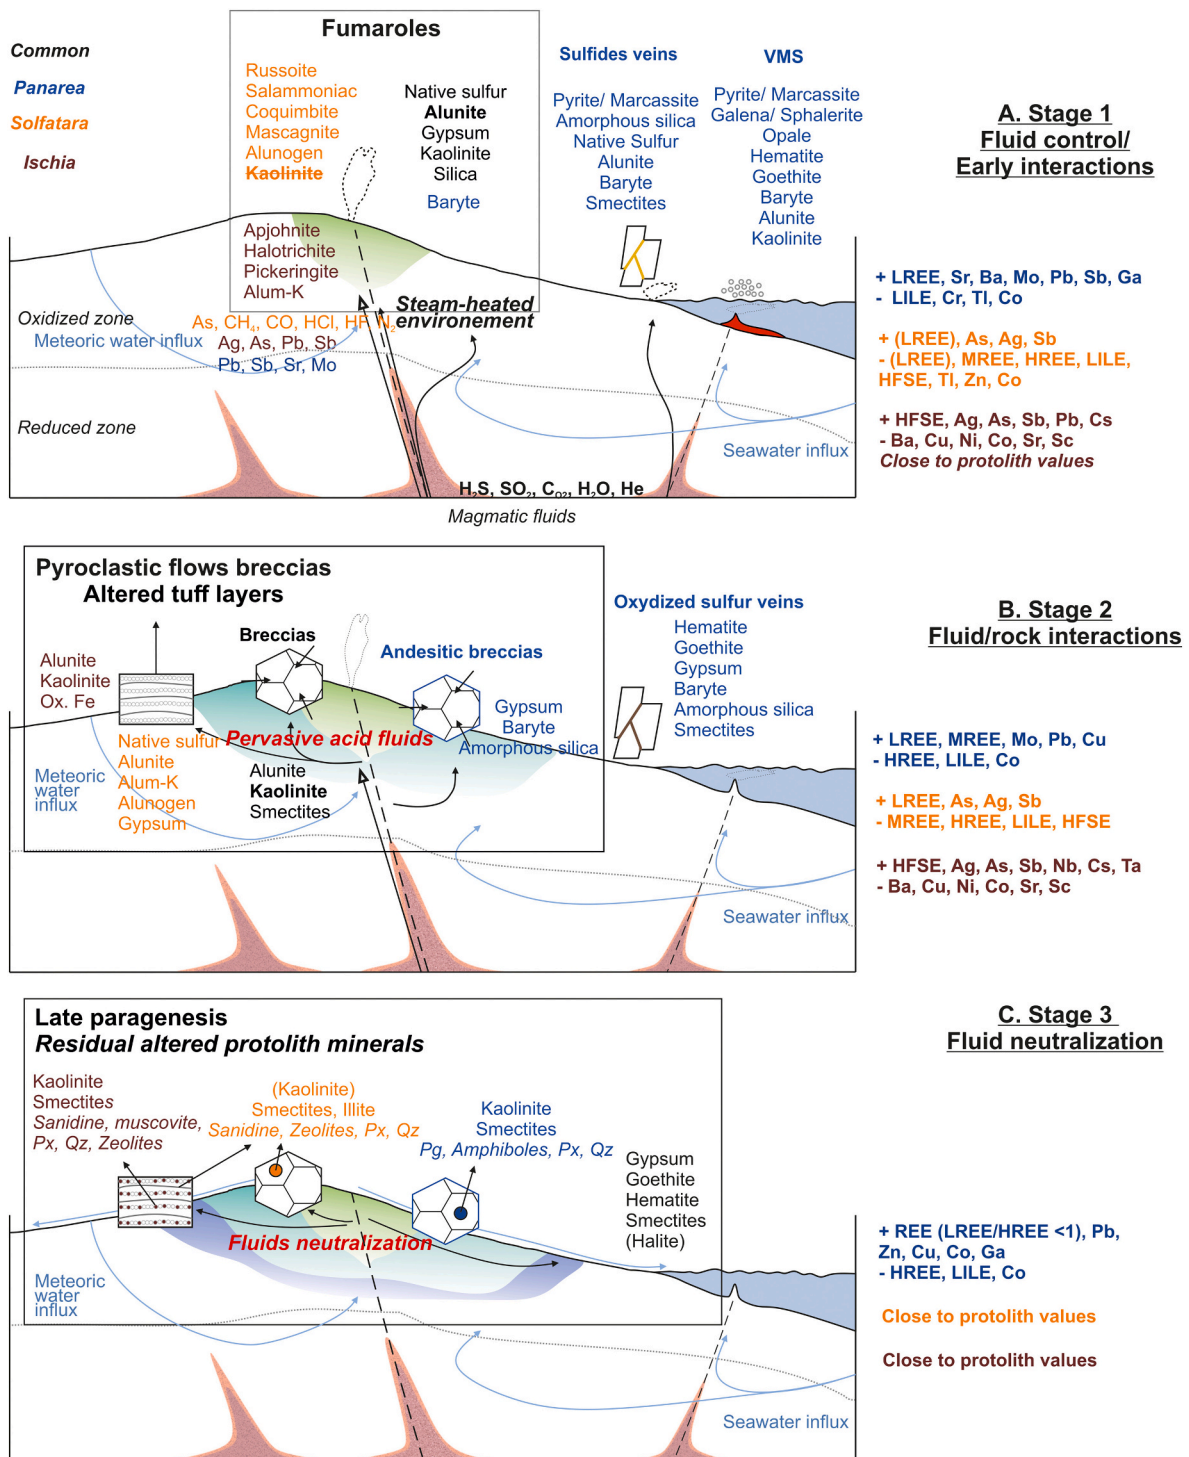 Common
Panarea
Solfatara
Ischia
Fumaroles
Russoite
Salammoniac
Coquimbite
Mascagnite
Alunogen
Kaolinite
Native sulfur
Alunite
Gypsum
Kaolinite
Silica
Baryte
Apjohnite
Halotrichite
Pickeringite
Alum-K
Sulfides veins
Pyrite/ Marcassite
Amorphous silica
Native Sulfur
Alunite
Baryte
Smectites
VMS
Pyrite/ Marcassite
Galena/ Sphalerite
Opale
Hematite
Goethite
Baryte
Alunite
Kaolinite
A. Stage 1
Fluid control/
Early interactions
Oxidized zone
Meteoric water influx
As, CH₄, CO, HCl, HF, N₂
Ag, As, Pb, Sb
Pb, Sb, Sr, Mo
Steam-heated
environement
Reduced zone
Seawater influx
H₂S, SO₂, C_O2, H₂O, He
Magmatic fluids
+ LREE, Sr, Ba, Mo, Pb, Sb, Ga
- LILE, Cr, Tl, Co
+ (LREE), As, Ag, Sb
- (LREE), MREE, HREE, LILE,
HFSE, Tl, Zn, Co
+ HFSE, Ag, As, Sb, Pb, Cs
- Ba, Cu, Ni, Co, Sr, Sc
Close to protolith values
Pyroclastic flows breccias
Altered tuff layers
Alunite
Kaolinite
Ox. Fe
Breccias
Andesitic breccias
Gypsum
Baryte
Amorphous silica
Pervasive acid fluids
Native sulfur
Alunite
Alum-K
Alunogen
Gypsum
Meteoric
water
influx
Alunite
Kaolinite
Smectites
Oxydized sulfur veins
Hematite
Goethite
Gypsum
Baryte
Amorphous silica
Smectites
Seawater influx
B. Stage 2
Fluid/rock interactions
+ LREE, MREE, Mo, Pb, Cu
- HREE, LILE, Co
+ LREE, As, Ag, Sb
- MREE, HREE, LILE, HFSE
+ HFSE, Ag, As, Sb, Nb, Cs, Ta
- Ba, Cu, Ni, Co, Sr, Sc
Late paragenesis
Residual altered protolith minerals
Kaolinite
Smectites
Sanidine, muscovite,
Px, Qz, Zeolites
(Kaolinite)
Smectites, Illite
Sanidine, Zeolites, Px, Qz
Kaolinite
Smectites
Pg, Amphiboles, Px, Qz
Gypsum
Goethite
Hematite
Smectites
(Halite)
Fluids neutralization
Meteoric
water
influx
Seawater influx
C. Stage 3
Fluid neutralization
+ REE (LREE/HREE <1), Pb,
Zn, Cu, Co, Ga
- HREE, LILE, Co
Close to protolith values
Close to protolith values